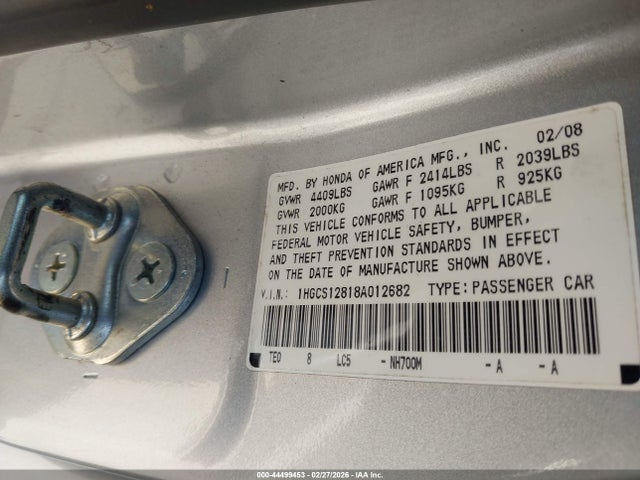 MFD. BY HONDA OF AMERICA MFG., INC. 02/08
GVWR 4409LBS GAWR F 2414LBS R 2039LBS
GVWR 2000KG GAWR F 1095KG R 925KG
THIS VEHICLE CONFORMS TO ALL APPLICABLE
FEDERAL MOTOR VEHICLE SAFETY, BUMPER,
AND THEFT PREVENTION STANDARDS IN EFFECT
ON THE DATE OF MANUFACTURE SHOWN ABOVE.
V.I.N.: 1HGCS12818A012682 TYPE: PASSENGER CAR
TE0 8 LC5 - NH700M - A - A
000-44499453 - 02/27/2026 - IAA Inc.